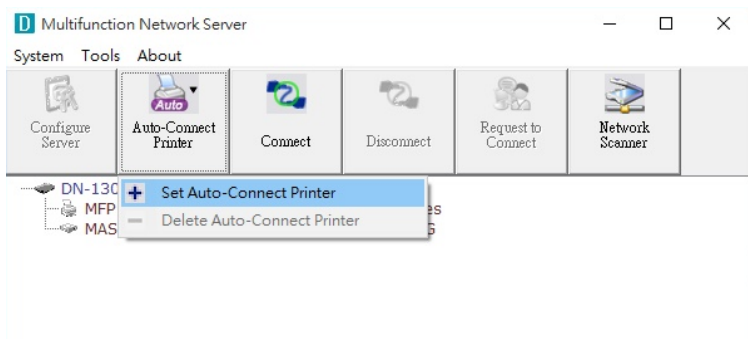 D Multifunction Network Server
System Tools About
Configure Server
Auto
Auto-Connect Printer
Connect
Disconnect
Request to Connect
Network Scanner
DN-130
Set Auto-Connect Printer
MFP
Delete Auto-Connect Printer
MAS